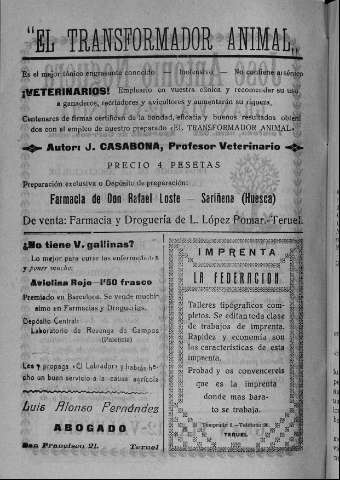 "EL TRANSFORMADOR ANIMAL„
Es el mejor tónico engrasante conocido - Inofensivo - No contiene arsénico
¡VETERINARIOS! Emplearlo en vuestra clínica y recomendar su uso
a ganaderos, recriadores y avicultores y aumentarán su riqueza.
Centenares de firmas certifican de la bondad, eficacia y buenos resultados obteni-
dos con el empleo de nuestro preparado «EL TRANSFORMADOR ANIMAL»
Autor: J. CASABONA, Profesor Veterinario
PRECIO 4 PESETAS
Preparación exclusiva o Depósito de preparación:
Farmacia de Don Rafael Loste - Sariñena (Huesca)
De venta: Farmacia y Droguería de L. López Pomar.-Teruel.
¿No tiene V. gallinas?
Lo mejor para curar las enfermedades
y poner mucho:
Aviolina Rojo-1'50 frasco
Premiado en Barcelona. Se vende muchí-
simo en Farmacias y Droguerías.
Depósito Central:
Laboratorio de Revenga de Campos
(Palencia)
Lea y propaga «El Labrador» y habrás he-
cho un buen servicio a la causa agrícola
Luis Alonso Fernández
ABOGADO
San Francisco 21. Teruel
IMPRENTA
LA FEDERACION
Talleres tipográficos com-
pletos. Se editan toda clase
de trabajos de imprenta.
Rapidez y economía son
las características de esta
imprenta.
Probad y os convencereis
que es la imprenta
donde mas bara-
to se trabaja.
Temprado 2.-Teléfono
TERUEL